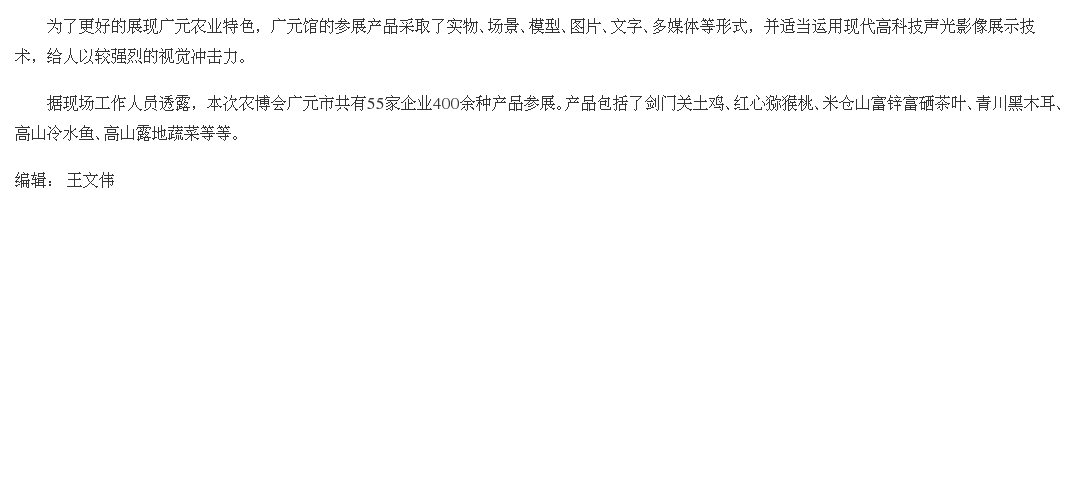 为了更好的展现广元农业特色，广元馆的参展产品采取了实物、场景、模型、图片、文字、多媒体等形式，并适当运用现代高科技声光影像展示技
术，给人以较强烈的视觉冲击力。
据现场工作人员透露，本次农博会广元市共有55家企业400余种产品参展。产品包括了剑门关土鸡、红心猕猴桃、米仓山富锌富硒茶叶、青川黑木耳、
高山冷水鱼、高山露地蔬菜等等。
编辑： 王文伟